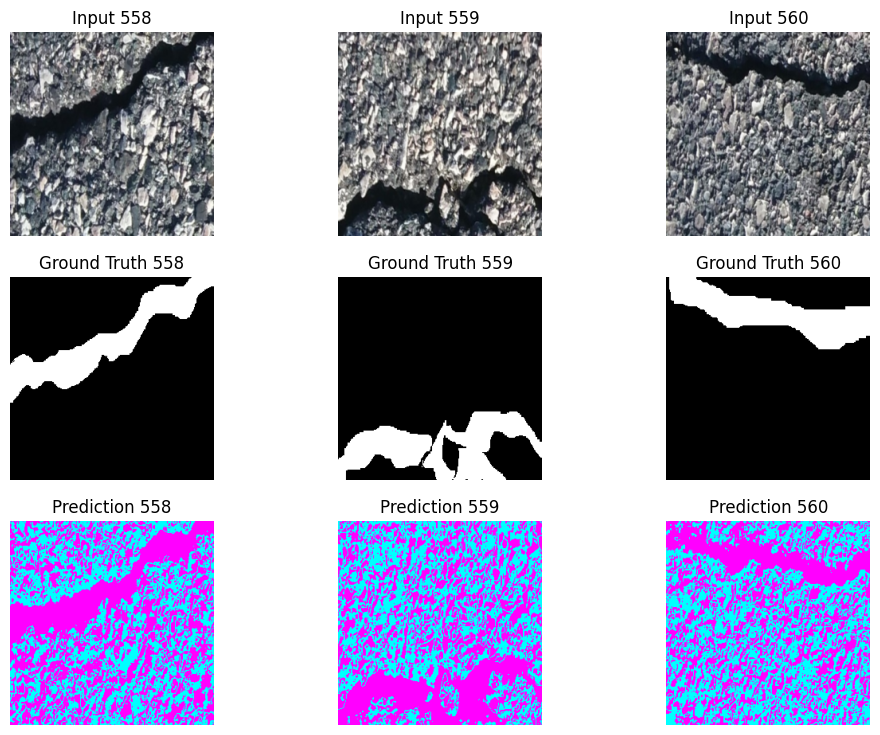 Input 558
Input 559
Input 560
Ground Truth 558
Ground Truth 559
Ground Truth 560
Prediction 558
Prediction 559
Prediction 560